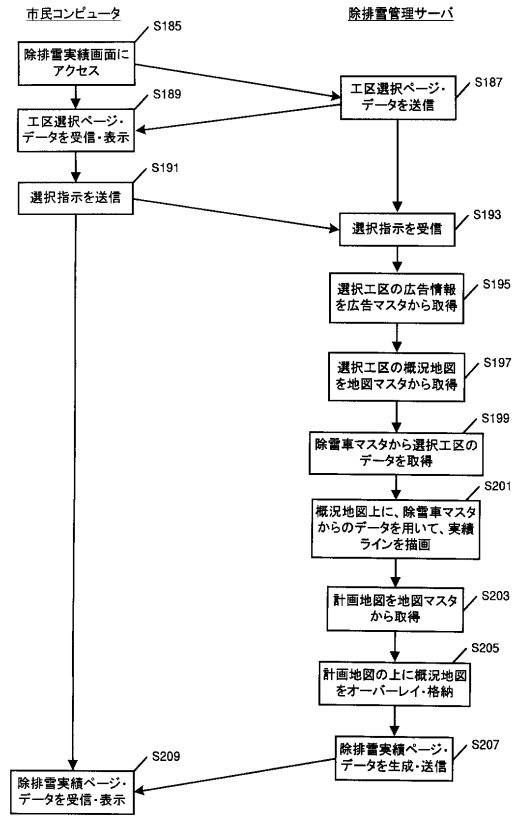 市民コンピュータ
除排雪管理サーバ
S185
除排雪実績画面に
アクセス
S187
工区選択ページ・
データを送信
S189
工区選択ページ・
データを受信・表示
S191
選択指示を送信
S193
選択指示を受信
S195
選択工区の広告情報
を広告マスタから取得
S197
選択工区の概況地図
を地図マスタから取得
S199
除雪車マスタから選択工区の
データを取得
S201
概況地図上に、除雪車マスタ
からのデータを用いて、実績
ラインを描画
S203
計画地図を地図マスタ
から取得
S205
計画地図の上に概況地図
をオーバーレイ・格納
S207
除排雪実績ページ・
データを生成・送信
S209
除排雪実績ページ・
データを受信・表示